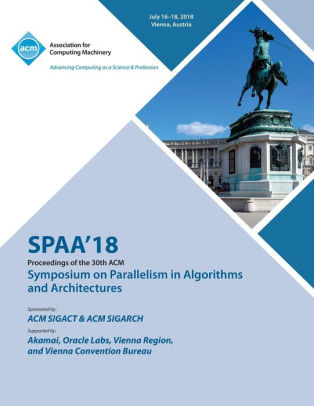 July 16–18, 2018
Vienna, Austria
acm
Association for
Computing Machinery
Advancing Computing as a Science & Profession
SPAA'18
Proceedings of the 30th ACM
Symposium on Parallelism in Algorithms
and Architectures
Sponsored by:
ACM SIGACT & ACM SIGARCH
Supported by:
Akamai, Oracle Labs, Vienna Region,
and Vienna Convention Bureau